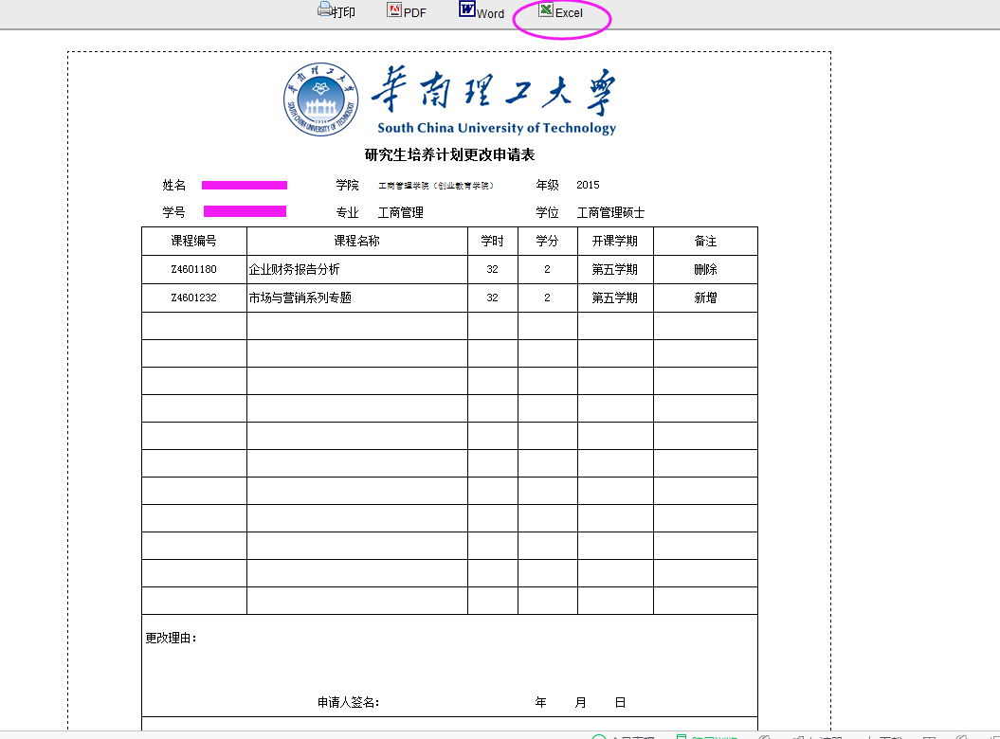 打印 PDF Word Excel
華南理工大學
South China University of Technology
研究生培养计划更改申请表
姓名 学院 工商管理学院（创业教育学院） 年级 2015
学号 专业 工商管理 学位 工商管理硕士
课程编号 课程名称 学时 学分 开课学期 备注
Z4601180 企业财务报告分析 32 2 第五学期 删除
Z4601232 市场与营销系列专题 32 2 第五学期 新增
更改理由：
申请人签名： 年 月 日